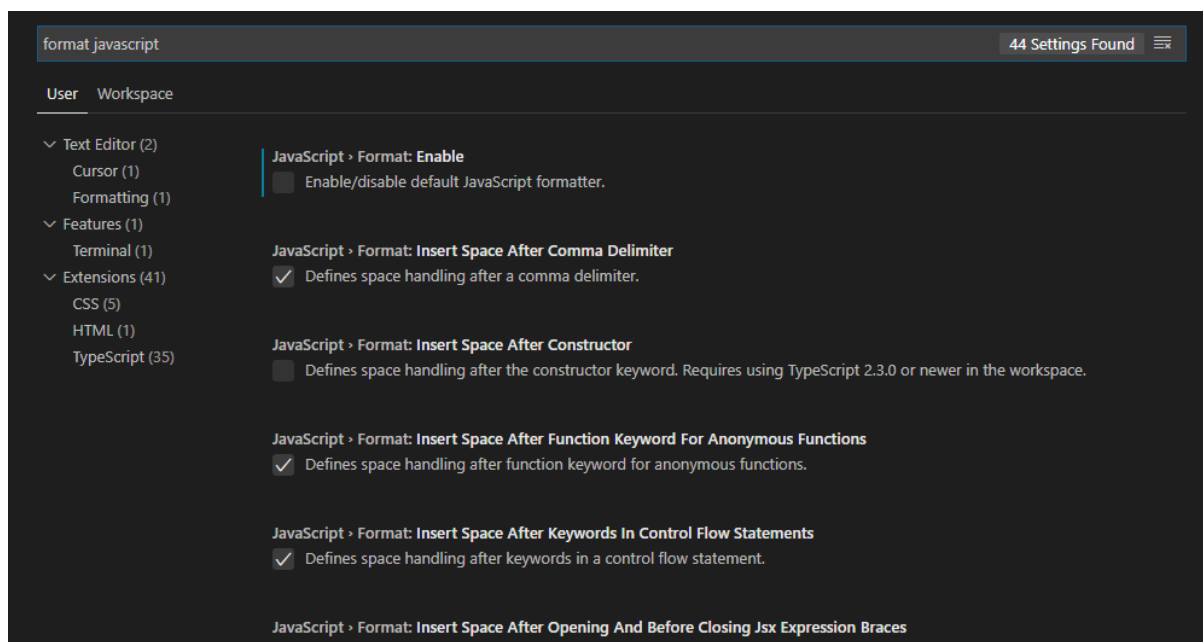 format javascript
44 Settings Found
User Workspace
Text Editor (2)
Cursor (1)
Formatting (1)
Features (1)
Terminal (1)
Extensions (41)
CSS (5)
HTML (1)
TypeScript (35)
JavaScript › Format: Enable
Enable/disable default JavaScript formatter.
JavaScript › Format: Insert Space After Comma Delimiter
Defines space handling after a comma delimiter.
JavaScript › Format: Insert Space After Constructor
Defines space handling after the constructor keyword. Requires using TypeScript 2.3.0 or newer in the workspace.
JavaScript › Format: Insert Space After Function Keyword For Anonymous Functions
Defines space handling after function keyword for anonymous functions.
JavaScript › Format: Insert Space After Keywords In Control Flow Statements
Defines space handling after keywords in a control flow statement.
JavaScript › Format: Insert Space After Opening And Before Closing Jsx Expression Braces